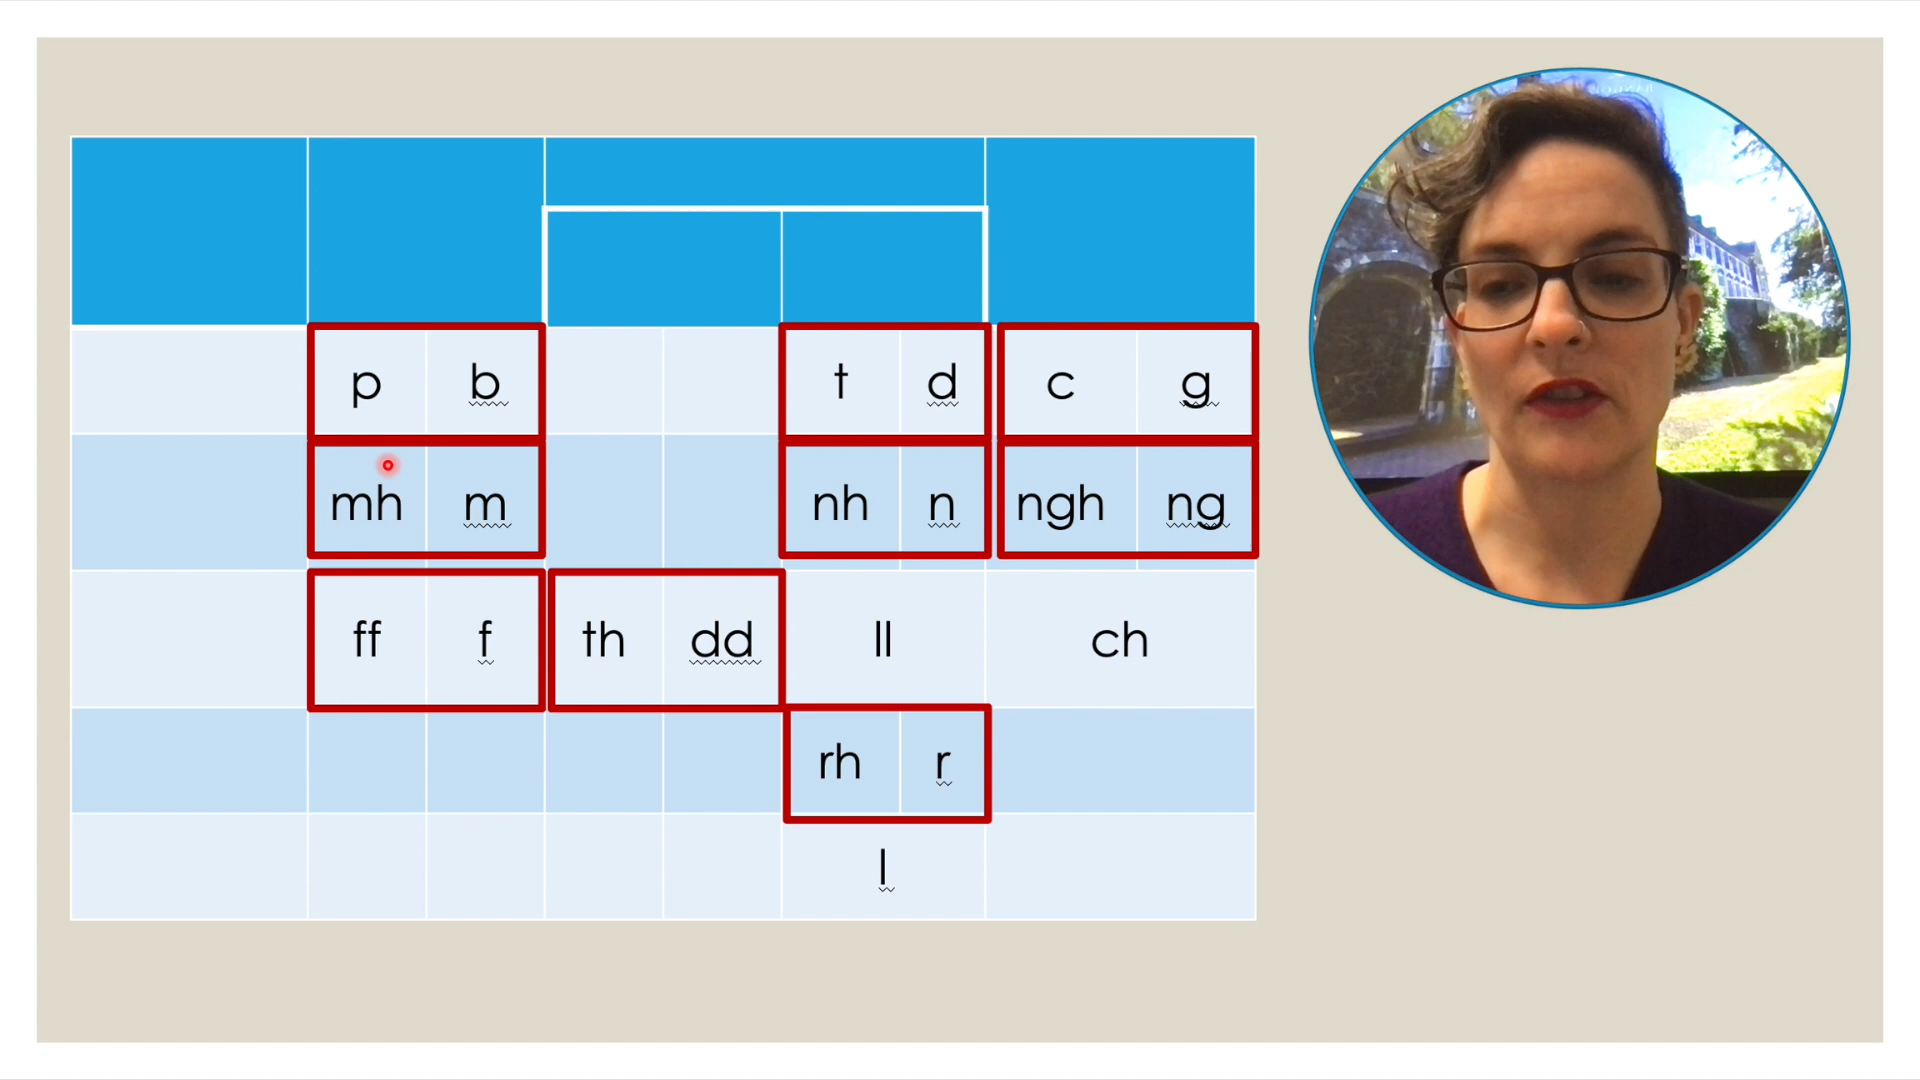 p b t d c g
mh m nh n ngh ng
ff f th dd ll ch
rh r
l